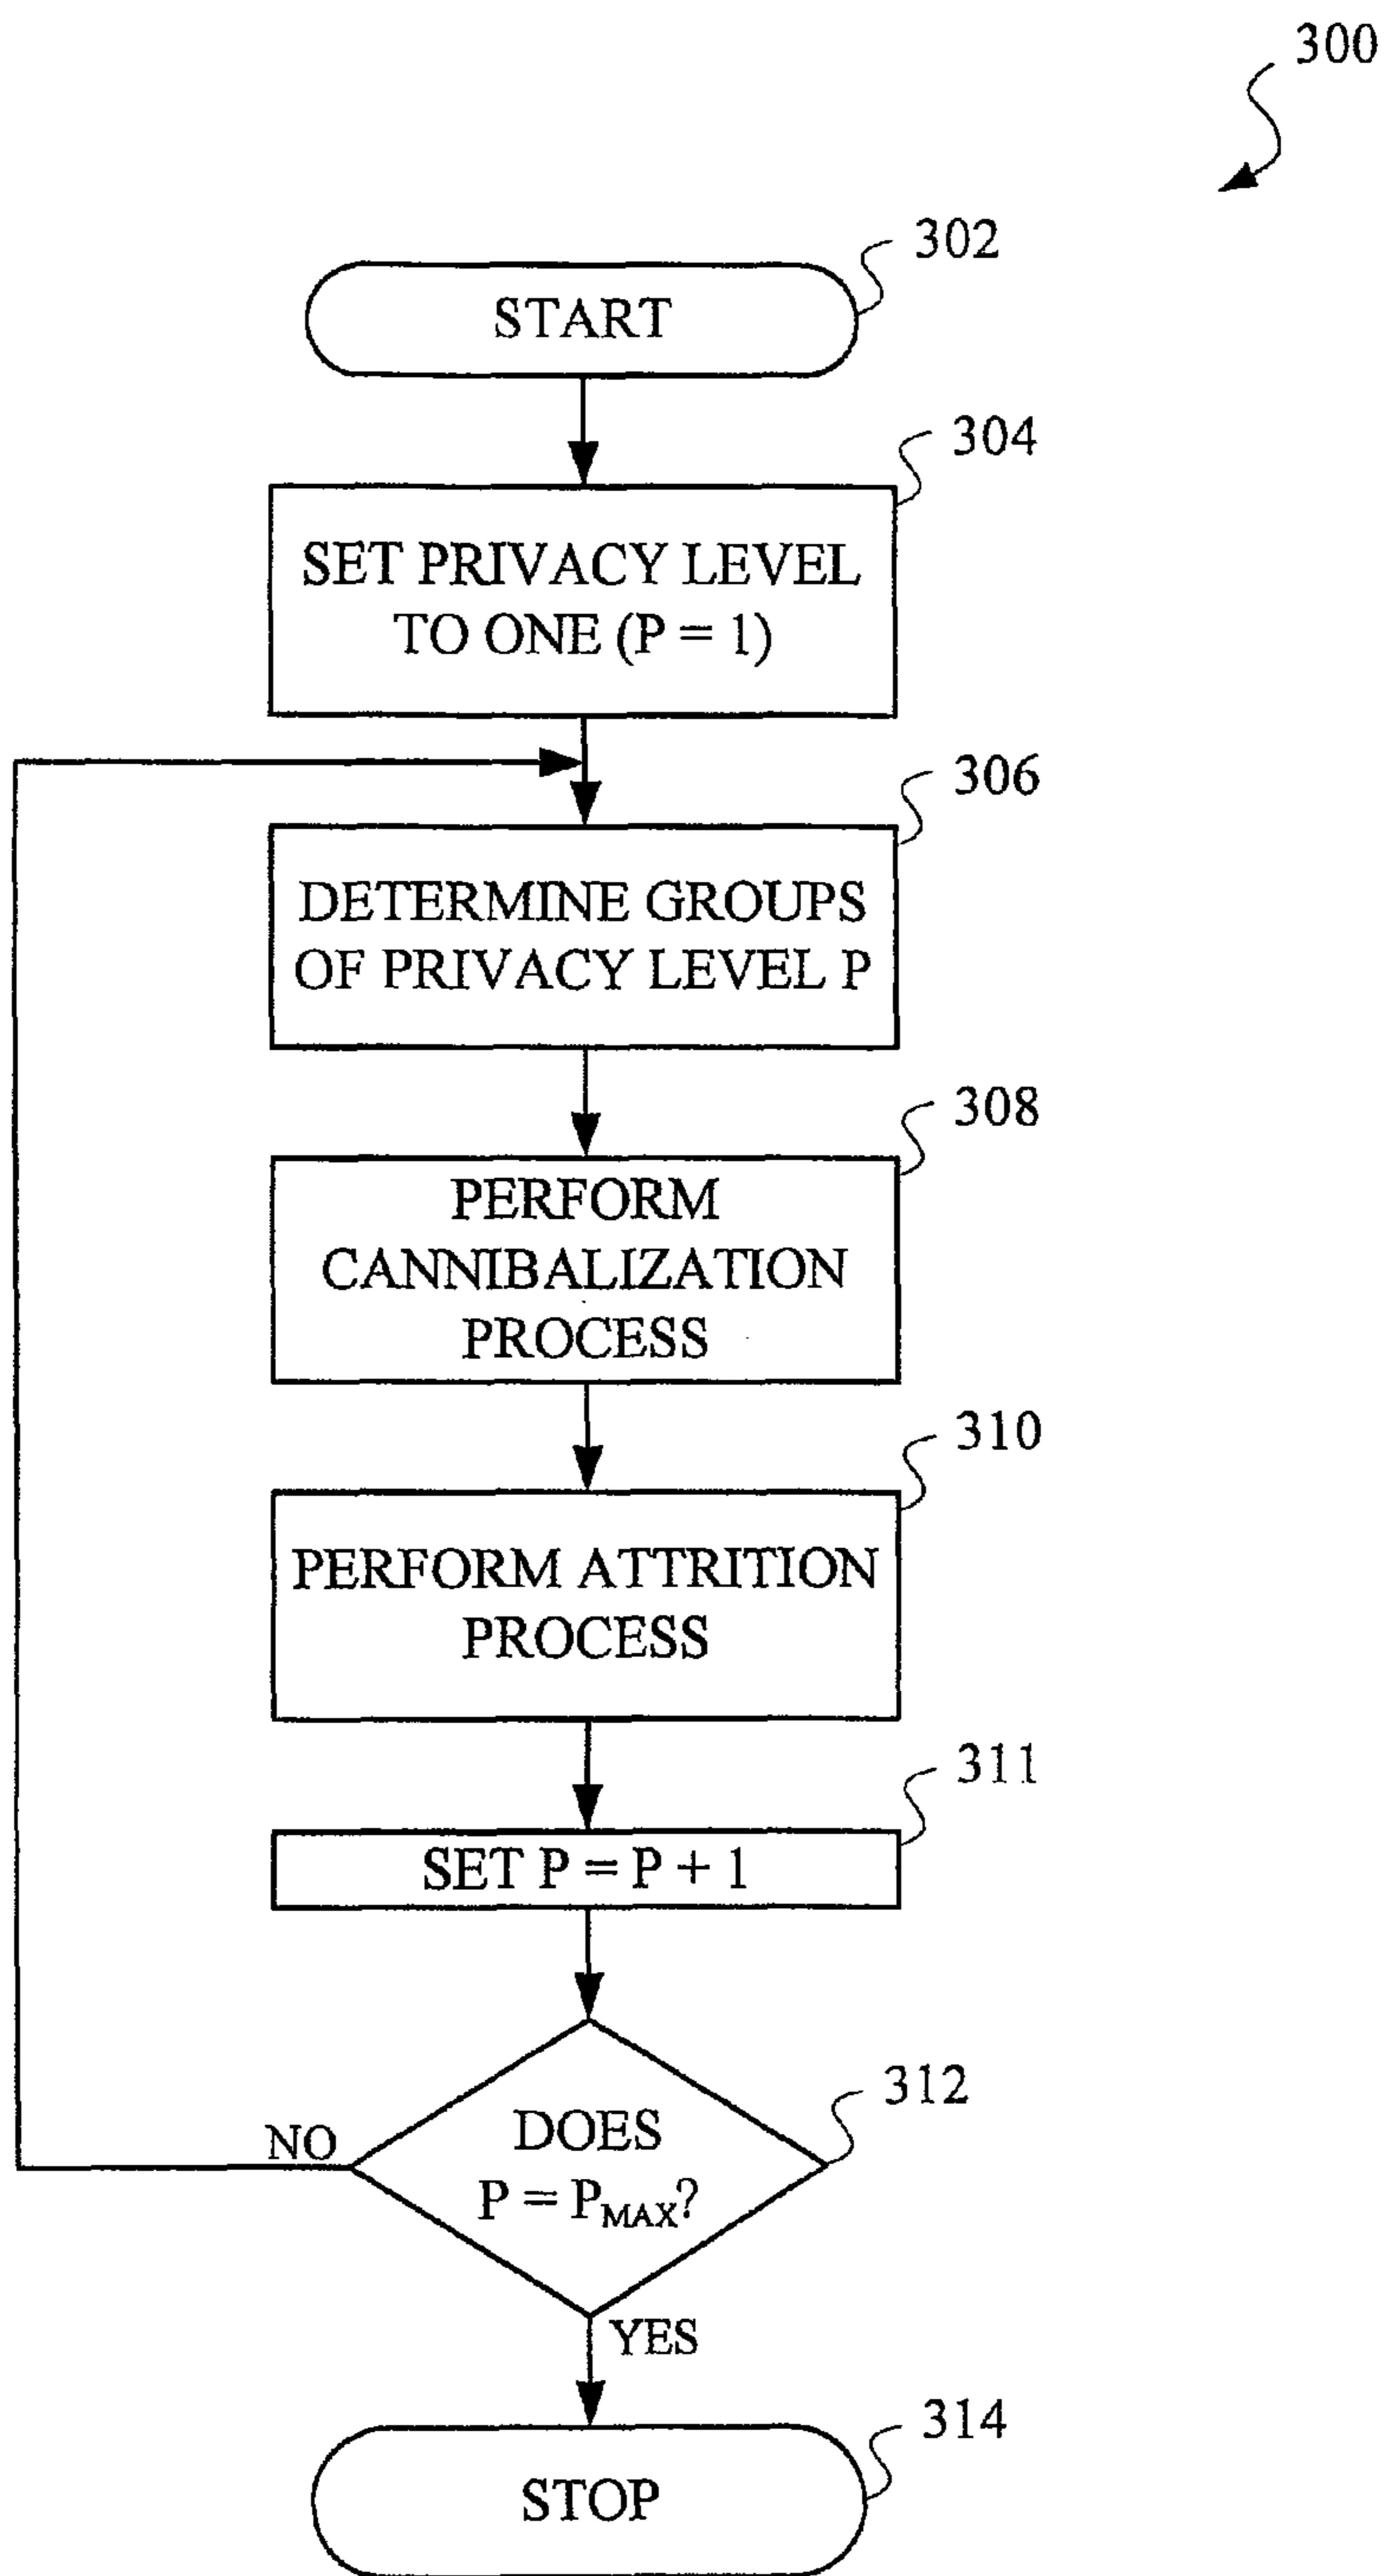 300
302
START
304
SET PRIVACY LEVEL
TO ONE (P = 1)
306
DETERMINE GROUPS
OF PRIVACY LEVEL P
308
PERFORM
CANNIBALIZATION
PROCESS
310
PERFORM ATTRITION
PROCESS
311
SET P = P + 1
312
DOES
P = PMAX?
NO
YES
314
STOP